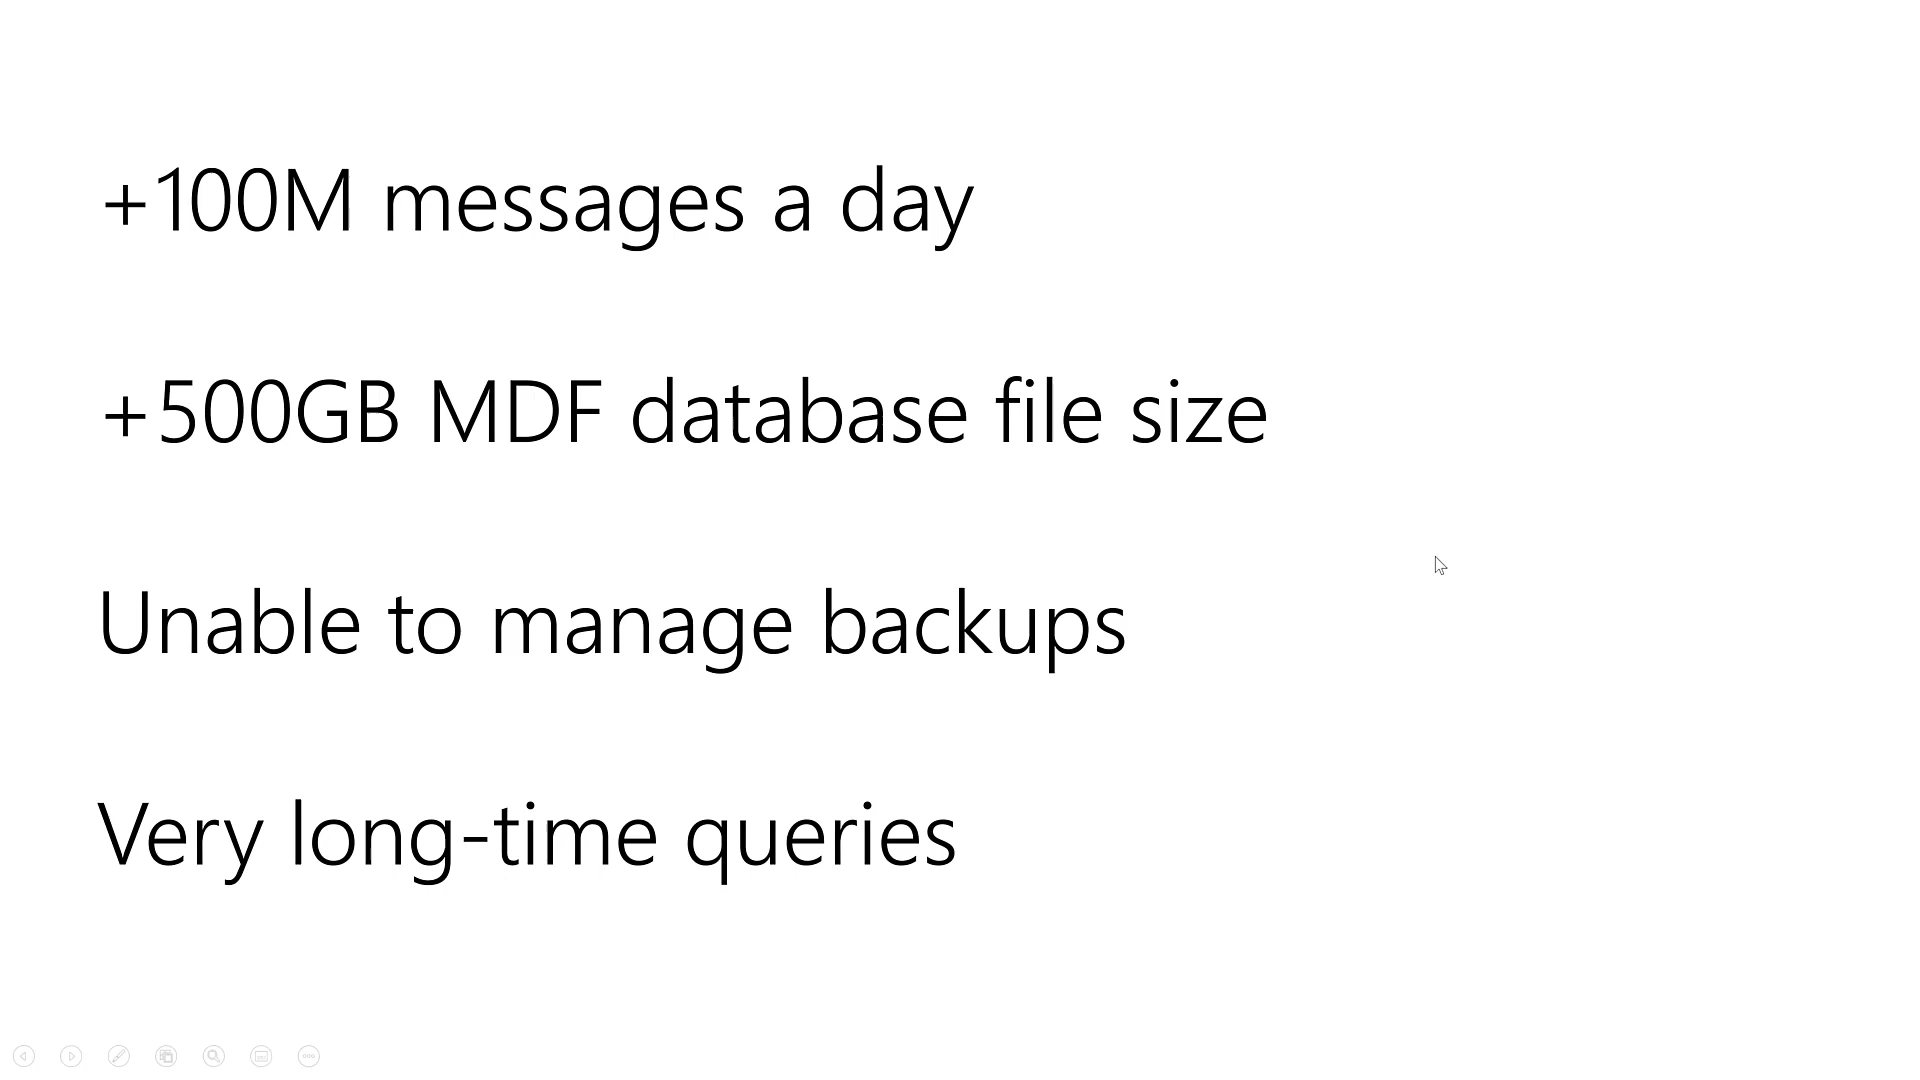 +100M messages a day
+500GB MDF database file size
Unable to manage backups
Very long-time queries